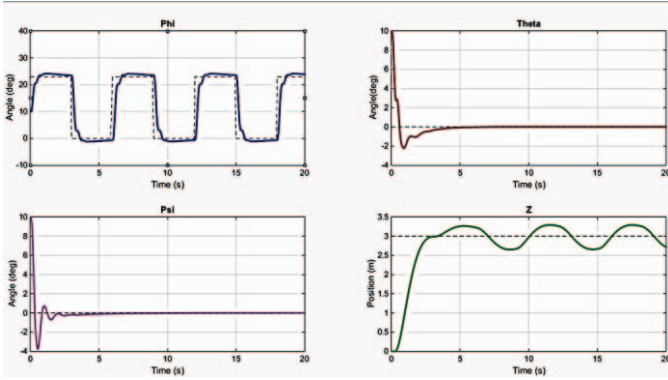 Phi
40
30
20
10
0
-10
Angle (deg)
0 5 10 15 20
Time (s)
Theta
10
8
6
4
2
0
-2
-4
Angle(deg)
0 5 10 15 20
Time (s)
Psi
10
8
6
4
2
0
-2
-4
Angle (deg)
0 5 10 15 20
Time (s)
Z
3.5
3
2.5
2
1.5
1
0.5
0
Position (m)
0 5 10 15 20
Time (s)